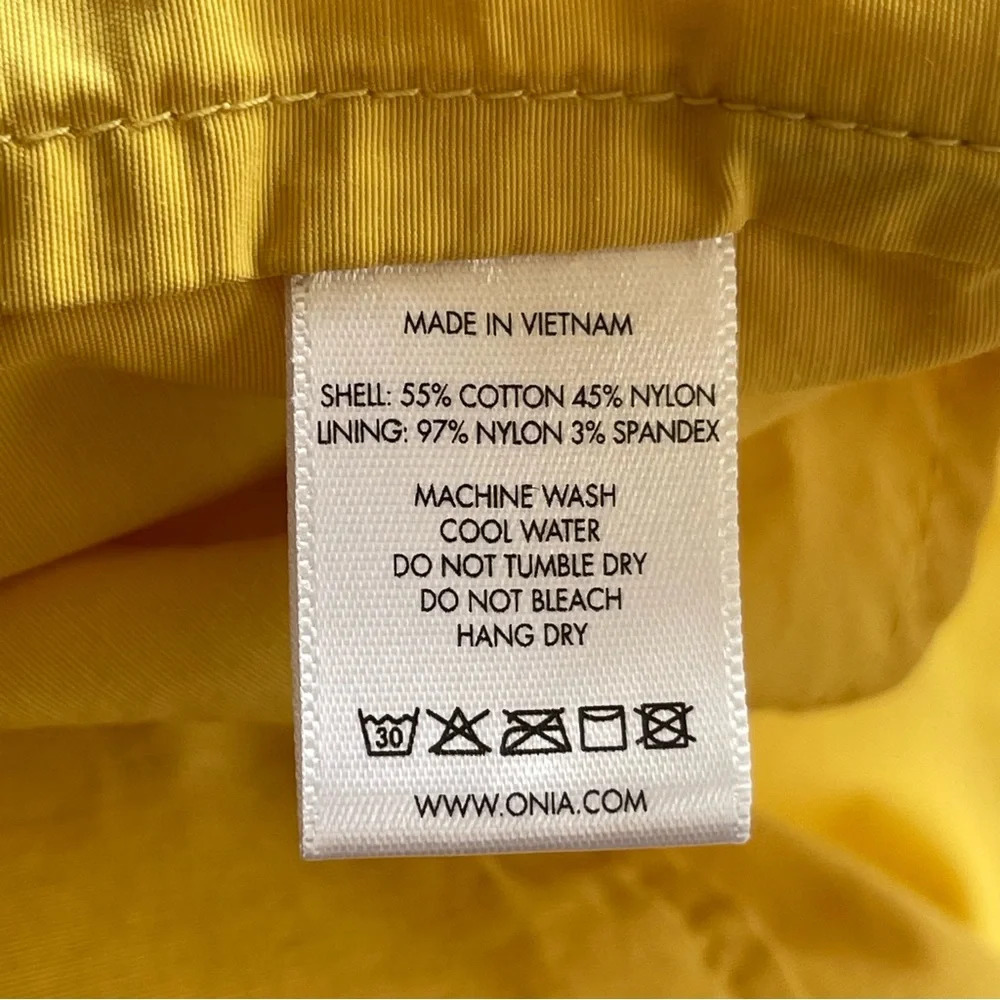 MADE IN VIETNAM
SHELL: 55% COTTON 45% NYLON
LINING: 97% NYLON 3% SPANDEX
MACHINE WASH
COOL WATER
DO NOT TUMBLE DRY
DO NOT BLEACH
HANG DRY
30
WWW.ONIA.COM